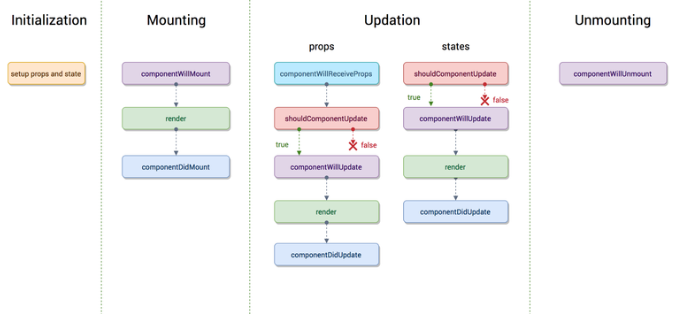 Initialization
Mounting
Updation
Unmounting
props
states
setup props and state
componentWillMount
render
componentDidMount
componentWillReceiveProps
shouldComponentUpdate
true
false
componentWillUpdate
render
componentDidUpdate
shouldComponentUpdate
true
false
componentWillUpdate
render
componentDidUpdate
componentWillUnmount